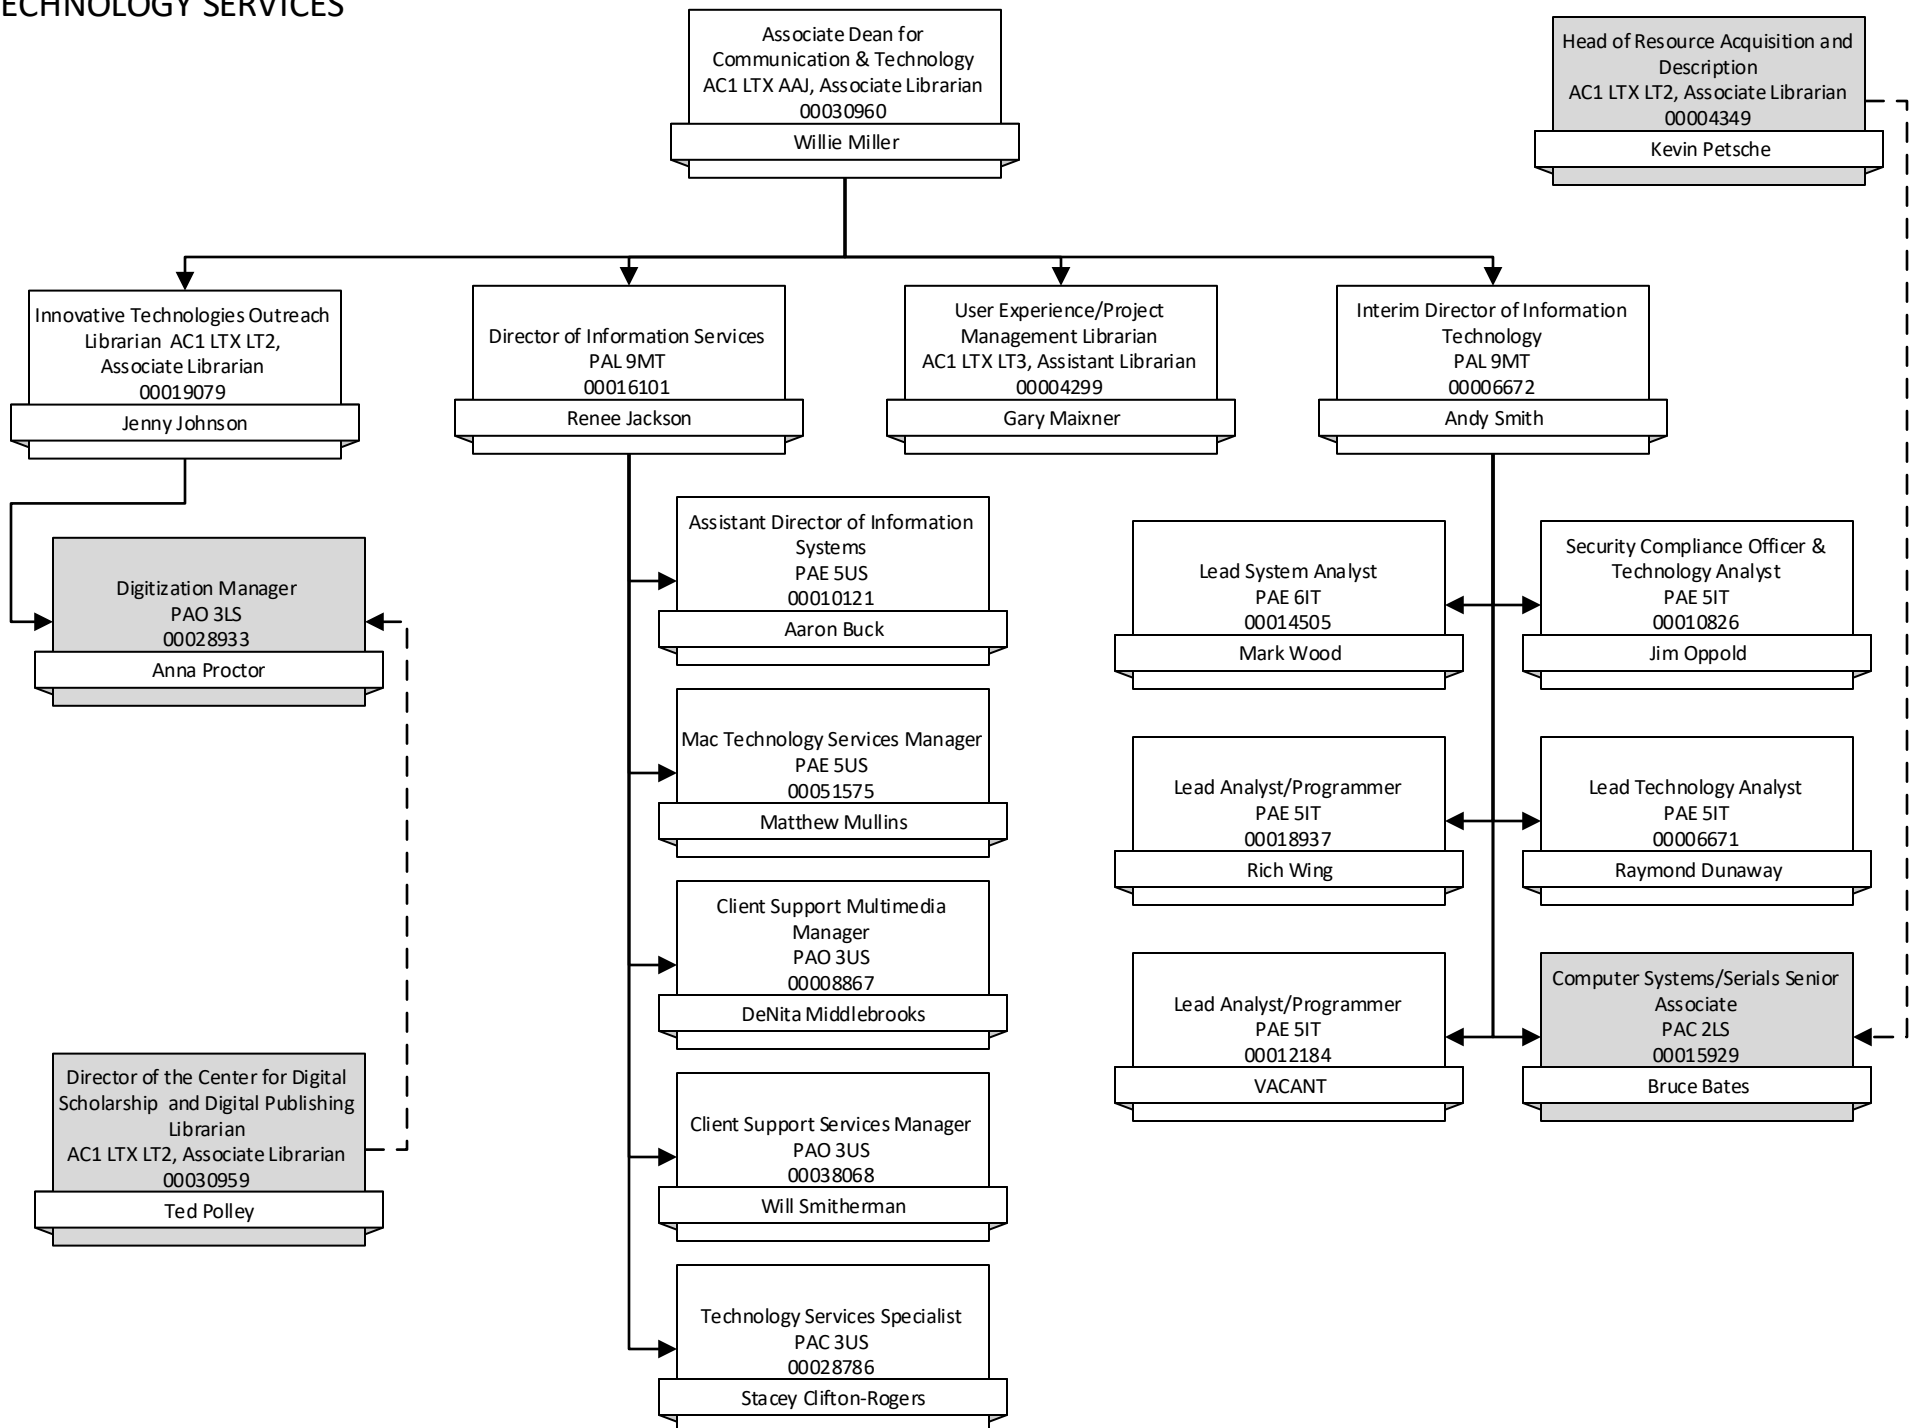 ECHNOLOGY SERVICES
Associate Dean for
Communication & Technology
AC1 LTX AAJ, Associate Librarian
00030960
Willie Miller
Head of Resource Acquisition and
Description
AC1 LTX LT2, Associate Librarian
00004349
Kevin Petsche
Innovative Technologies Outreach
Librarian AC1 LTX LT2,
Associate Librarian
00019079
Jenny Johnson
Director of Information Services
PAL 9MT
00016101
Renee Jackson
User Experience/Project
Management Librarian
AC1 LTX LT3, Assistant Librarian
00004299
Gary Maixner
Interim Director of Information
Technology
PAL 9MT
00006672
Andy Smith
Digitization Manager
PAO 3LS
00028933
Anna Proctor
Director of the Center for Digital
Scholarship and Digital Publishing
Librarian
AC1 LTX LT2, Associate Librarian
00030959
Ted Polley
Assistant Director of Information
Systems
PAE 5US
00010121
Aaron Buck
Mac Technology Services Manager
PAE 5US
00051575
Matthew Mullins
Client Support Multimedia
Manager
PAO 3US
00008867
DeNita Middlebrooks
Client Support Services Manager
PAO 3US
00038068
Will Smitherman
Technology Services Specialist
PAC 3US
00028786
Stacey Clifton-Rogers
Lead System Analyst
PAE 6IT
00014505
Mark Wood
Security Compliance Officer &
Technology Analyst
PAE 5IT
00010826
Jim Oppold
Lead Analyst/Programmer
PAE 5IT
00018937
Rich Wing
Lead Technology Analyst
PAE 5IT
00006671
Raymond Dunaway
Lead Analyst/Programmer
PAE 5IT
00012184
VACANT
Computer Systems/Serials Senior
Associate
PAC 2LS
00015929
Bruce Bates